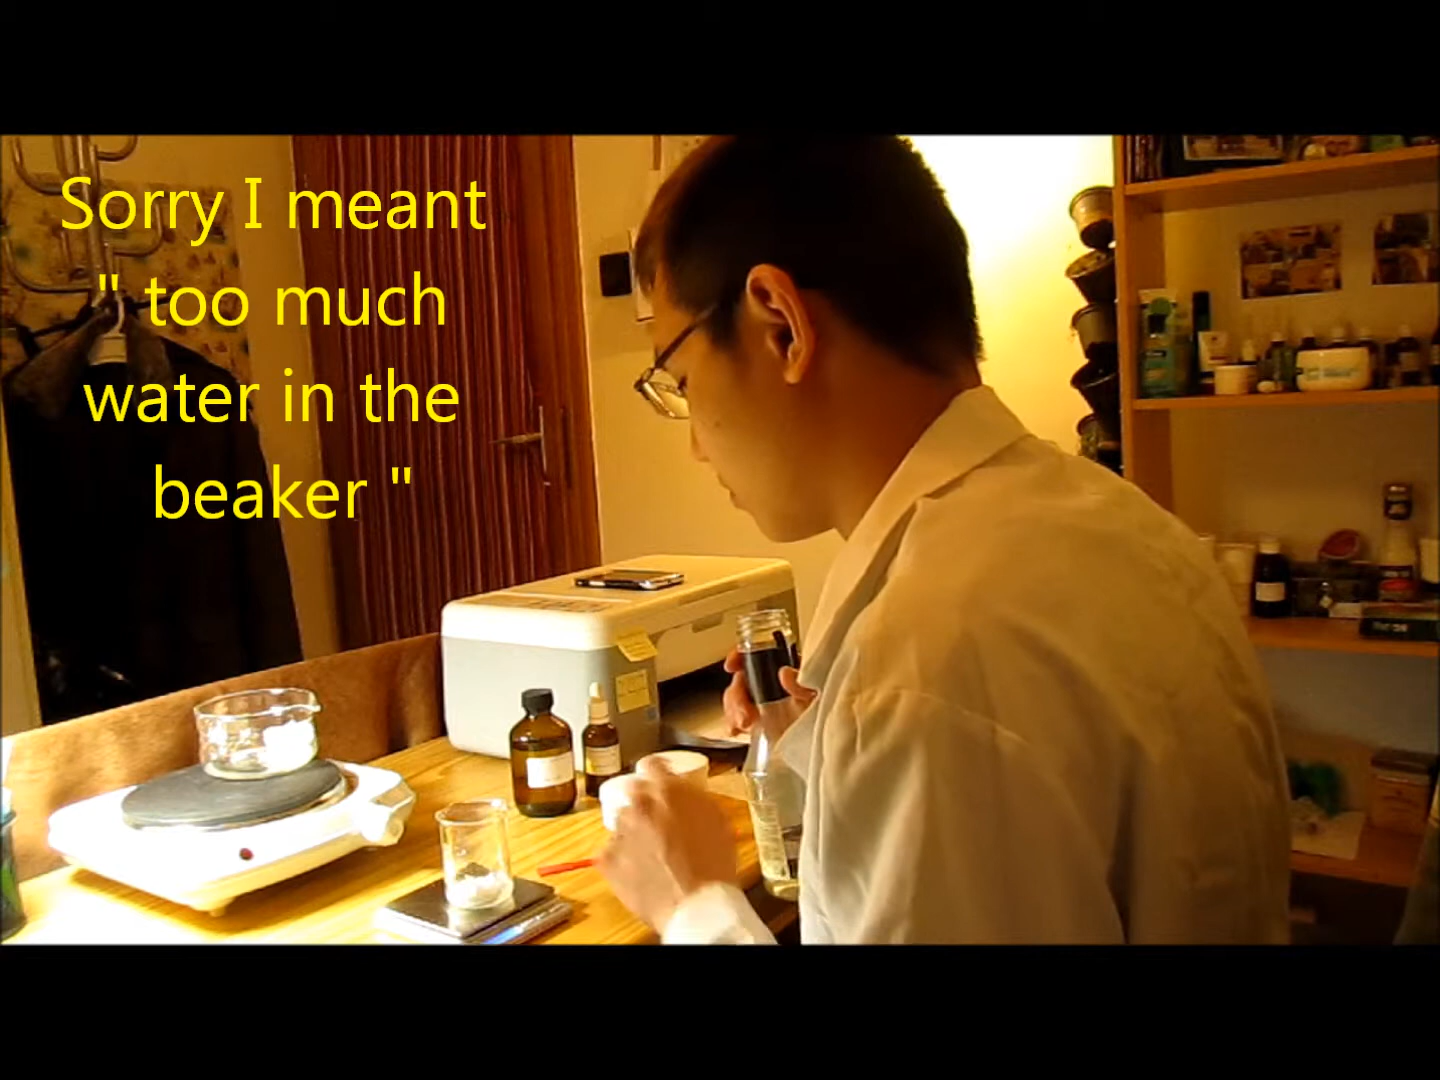 Sorry I meant
" too much
water in the
beaker "